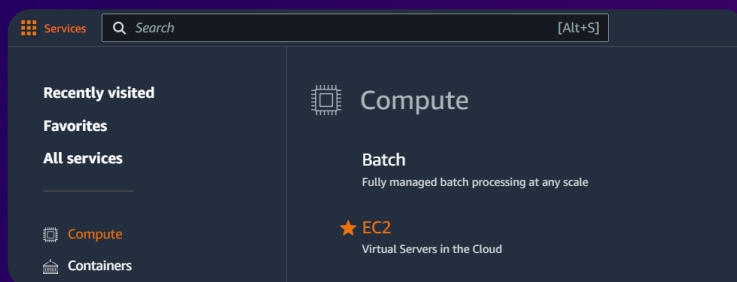 Services
Search [Alt+S]
Recently visited
Favorites
All services
Compute
Containers
Compute
Batch
Fully managed batch processing at any scale
EC2
Virtual Servers in the Cloud